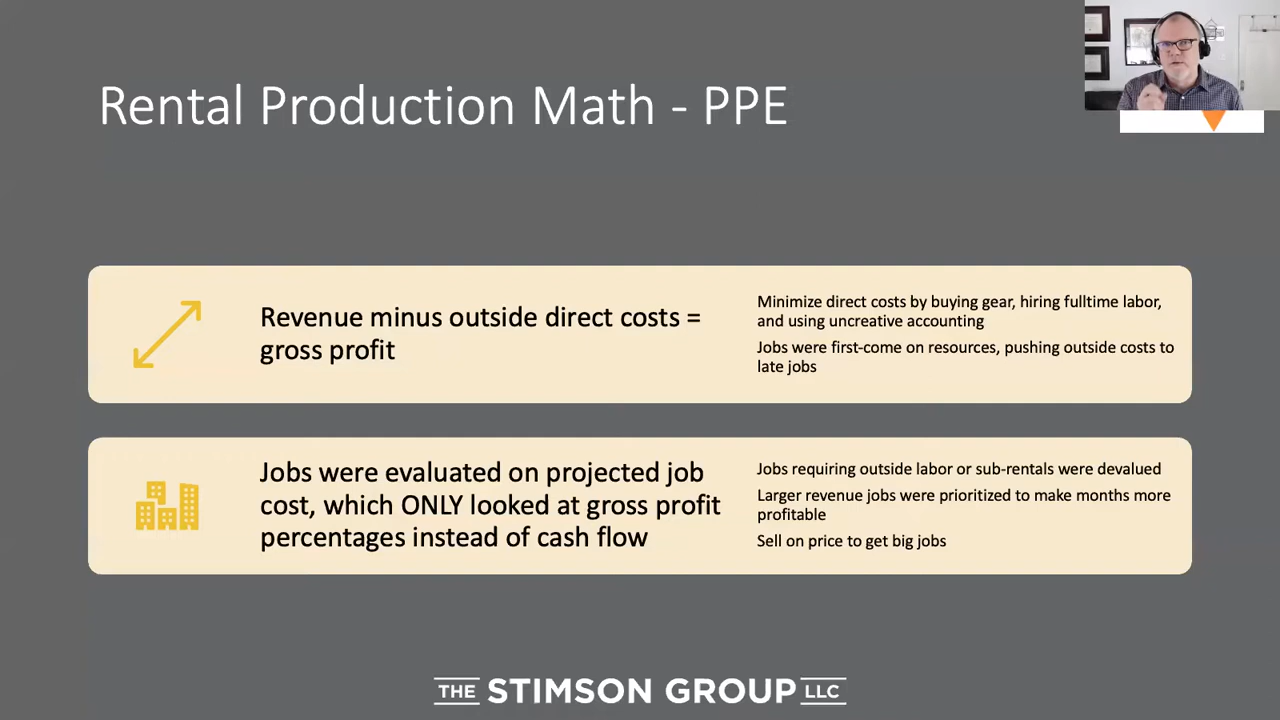 Rental Production Math - PPE
Revenue minus outside direct costs =
gross profit
Minimize direct costs by buying gear, hiring fulltime labor,
and using uncreative accounting
Jobs were first-come on resources, pushing outside costs to
late jobs
Jobs were evaluated on projected job
cost, which ONLY looked at gross profit
percentages instead of cash flow
Jobs requiring outside labor or sub-rentals were devalued
Larger revenue jobs were prioritized to make months more
profitable
Sell on price to get big jobs
THE STIMSON GROUP LLC